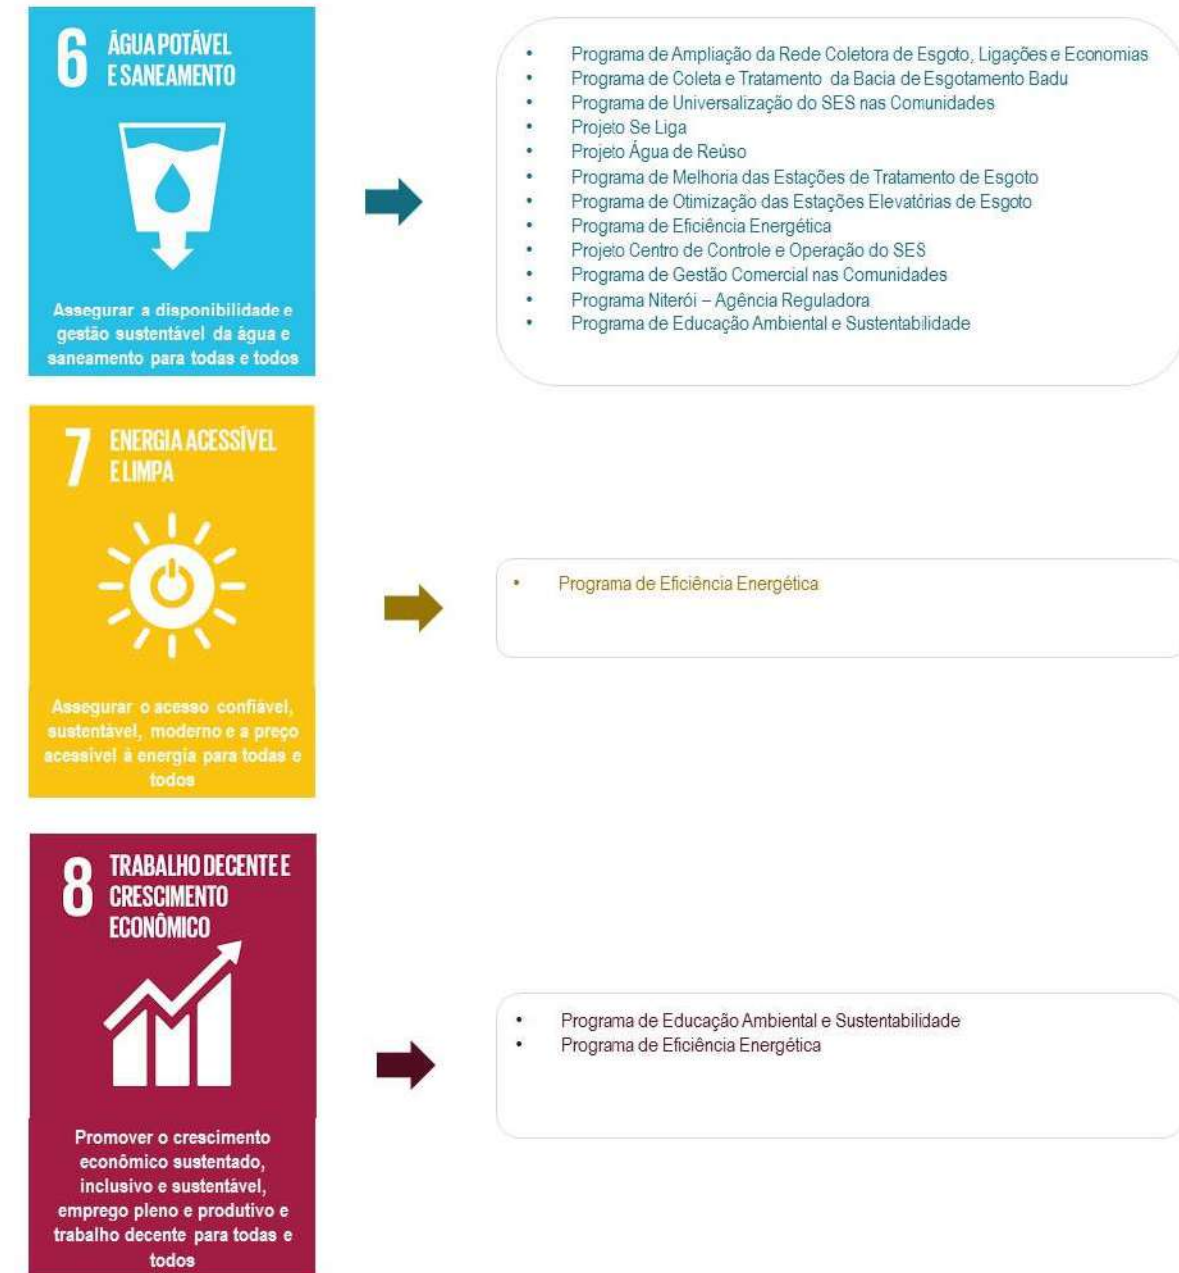 6 ÁGUA POTÁVEL
E SANEAMENTO
Assegurar a disponibilidade e
gestão sustentável da água e
saneamento para todas e todos
• Programa de Ampliação da Rede Coletora de Esgoto, Ligações e Economias
• Programa de Coleta e Tratamento da Bacia de Esgotamento Badu
• Programa de Universalização do SES nas Comunidades
• Projeto Se Liga
• Projeto Água de Reúso
• Programa de Melhoria das Estações de Tratamento de Esgoto
• Programa de Otimização das Estações Elevatórias de Esgoto
• Programa de Eficiência Energética
• Projeto Centro de Controle e Operação do SES
• Programa de Gestão Comercial nas Comunidades
• Programa Niterói – Agência Reguladora
• Programa de Educação Ambiental e Sustentabilidade
7 ENERGIA ACESSÍVEL
E LIMPA
Assegurar o acesso confiável,
sustentável, moderno e a preço
acessível à energia para todas e
todos
• Programa de Eficiência Energética
8 TRABALHO DECENTE E
CRESCIMENTO
ECONÔMICO
Promover o crescimento
econômico sustentado,
inclusivo e sustentável,
emprego pleno e produtivo e
trabalho decente para todas e
todos
• Programa de Educação Ambiental e Sustentabilidade
• Programa de Eficiência Energética